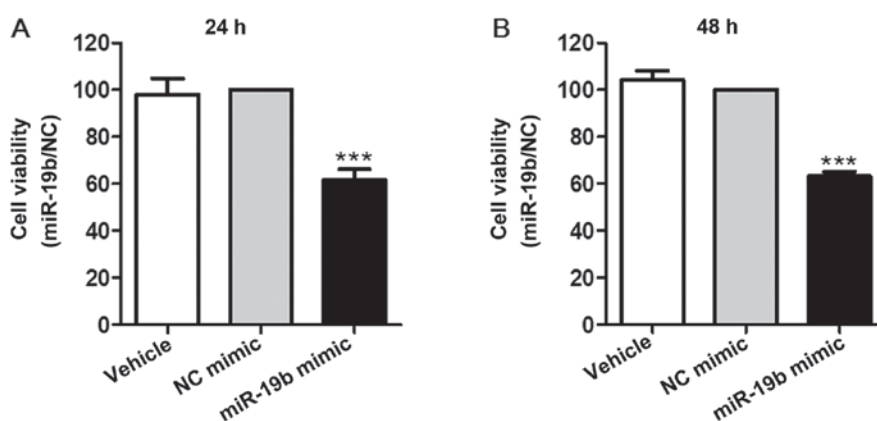 A
24 h
Cell viability
(miR-19b/NC)
120
100
80
60
40
20
0
***
Vehicle
NC mimic
miR-19b mimic
B
48 h
Cell viability
(miR-19b/NC)
120
100
80
60
40
20
0
***
Vehicle
NC mimic
miR-19b mimic